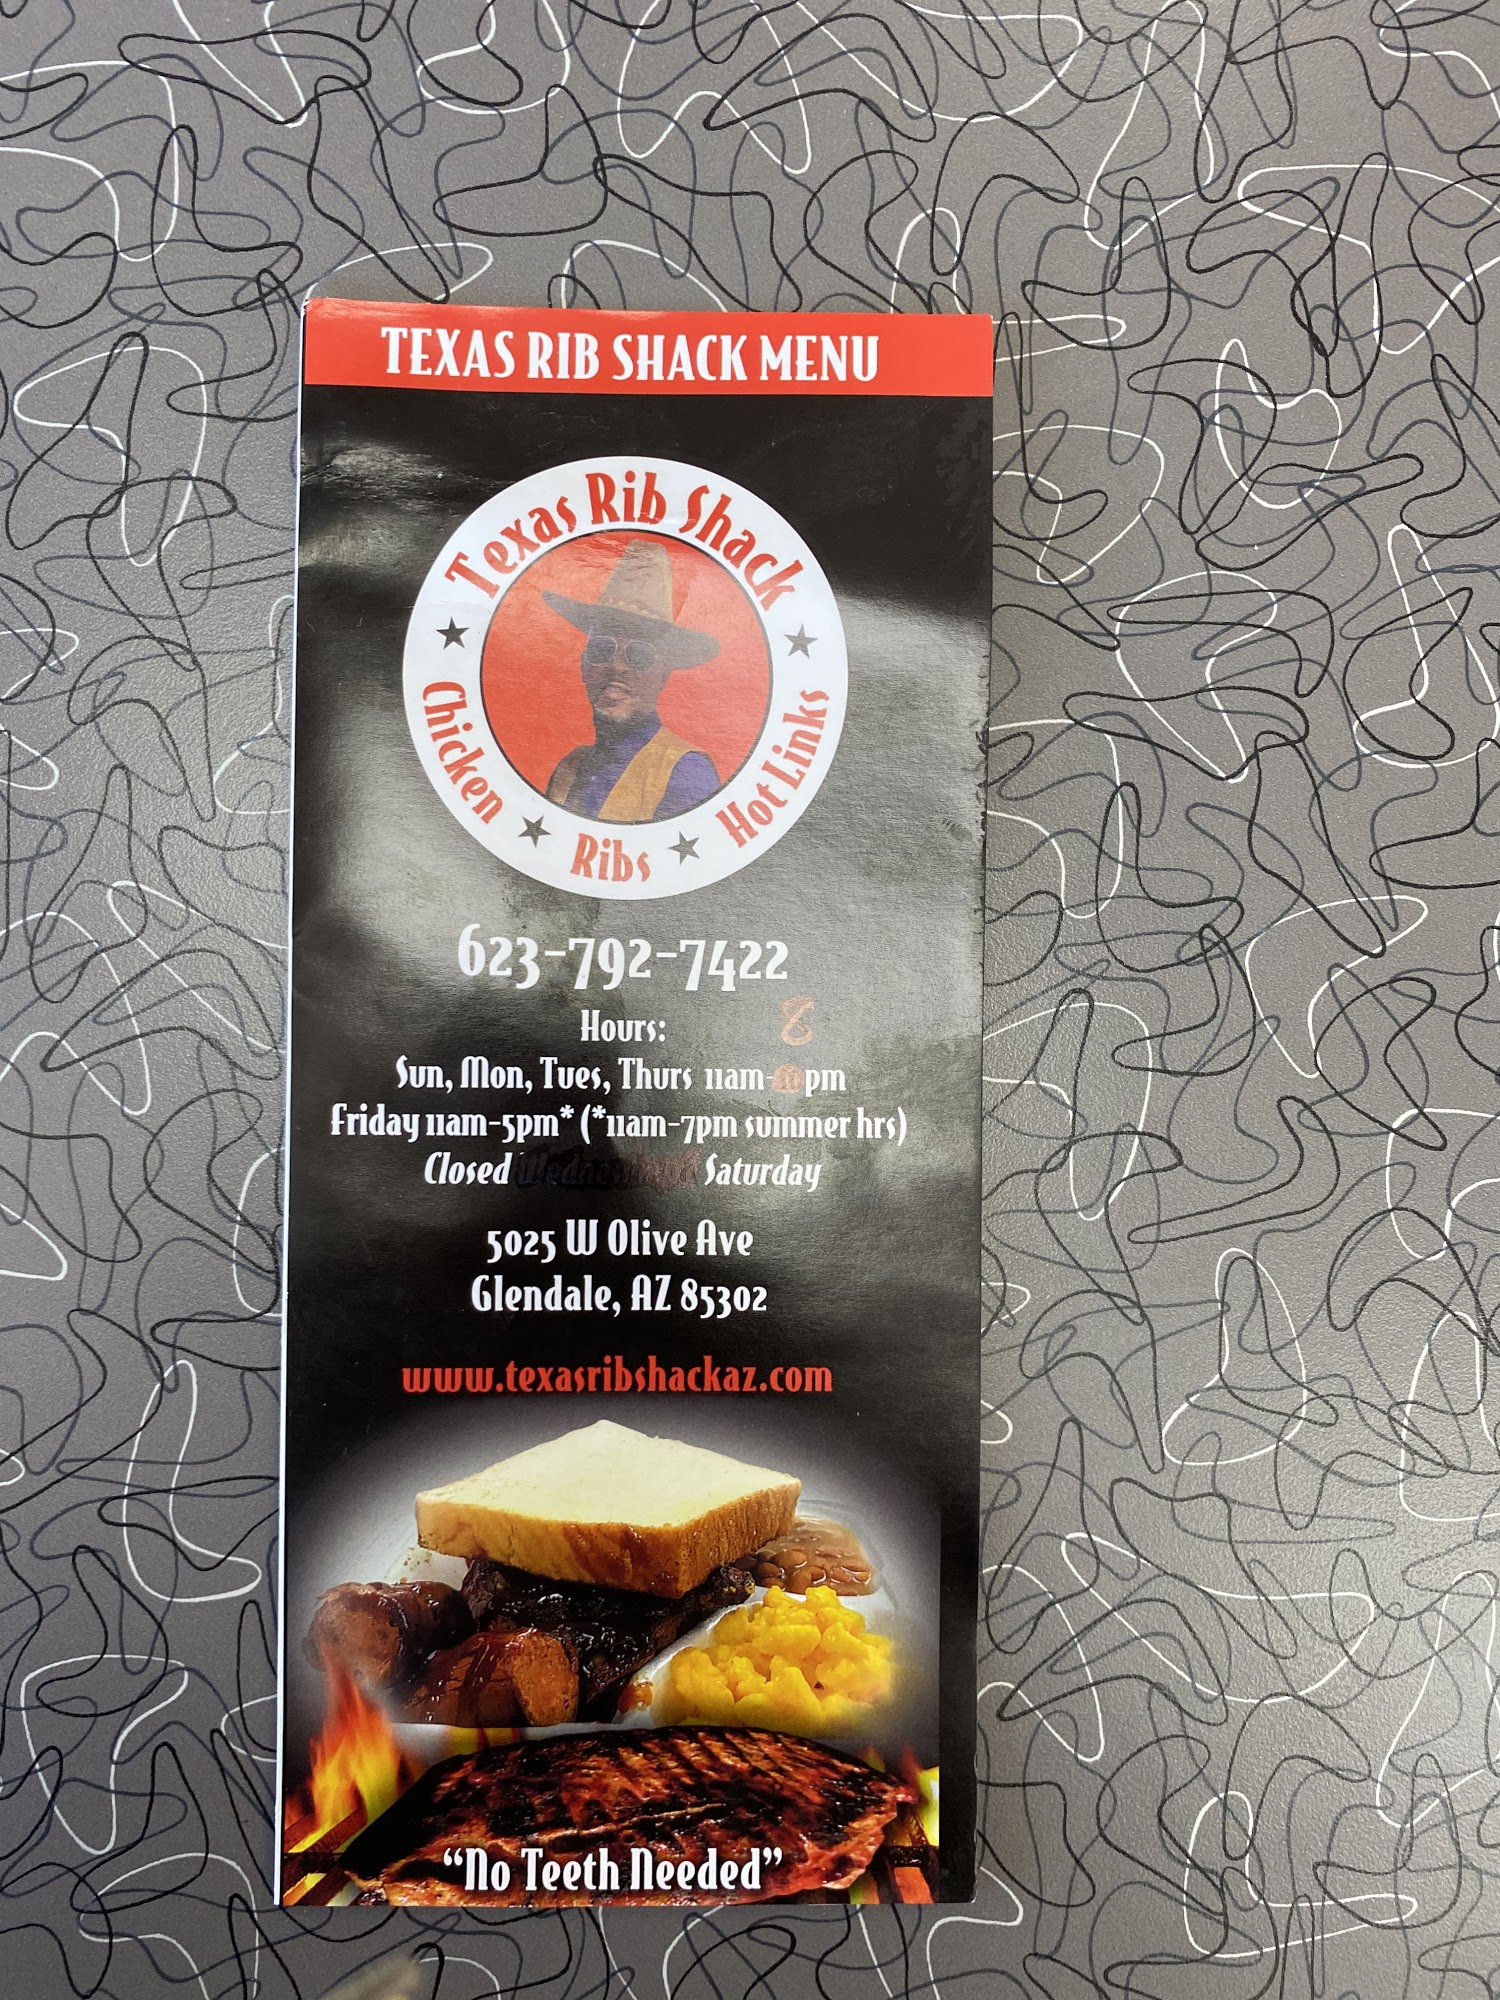 TEXAS RIB SHACK MENU
Texas Rib Shack
Chicken ★ Ribs ★ Hot Links
623-792-7422
Hours:
8
Sun, Mon, Tues, Thurs 11am-pm
Friday 11am-5pm* (*11am-7pm summer hrs)
Closed Wednesday & Saturday
5025 W Olive Ave
Glendale, AZ 85302
www.texasribshackaz.com
“No Teeth Needed”